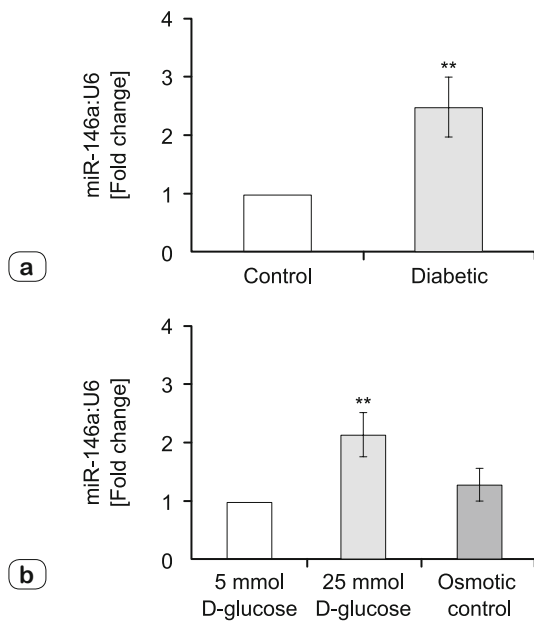 4
3
2
1
0
miR-146a:U6
[Fold change]
**
Control
Diabetic
a
4
3
2
1
0
miR-146a:U6
[Fold change]
**
5 mmol
D-glucose
25 mmol
D-glucose
Osmotic
control
b